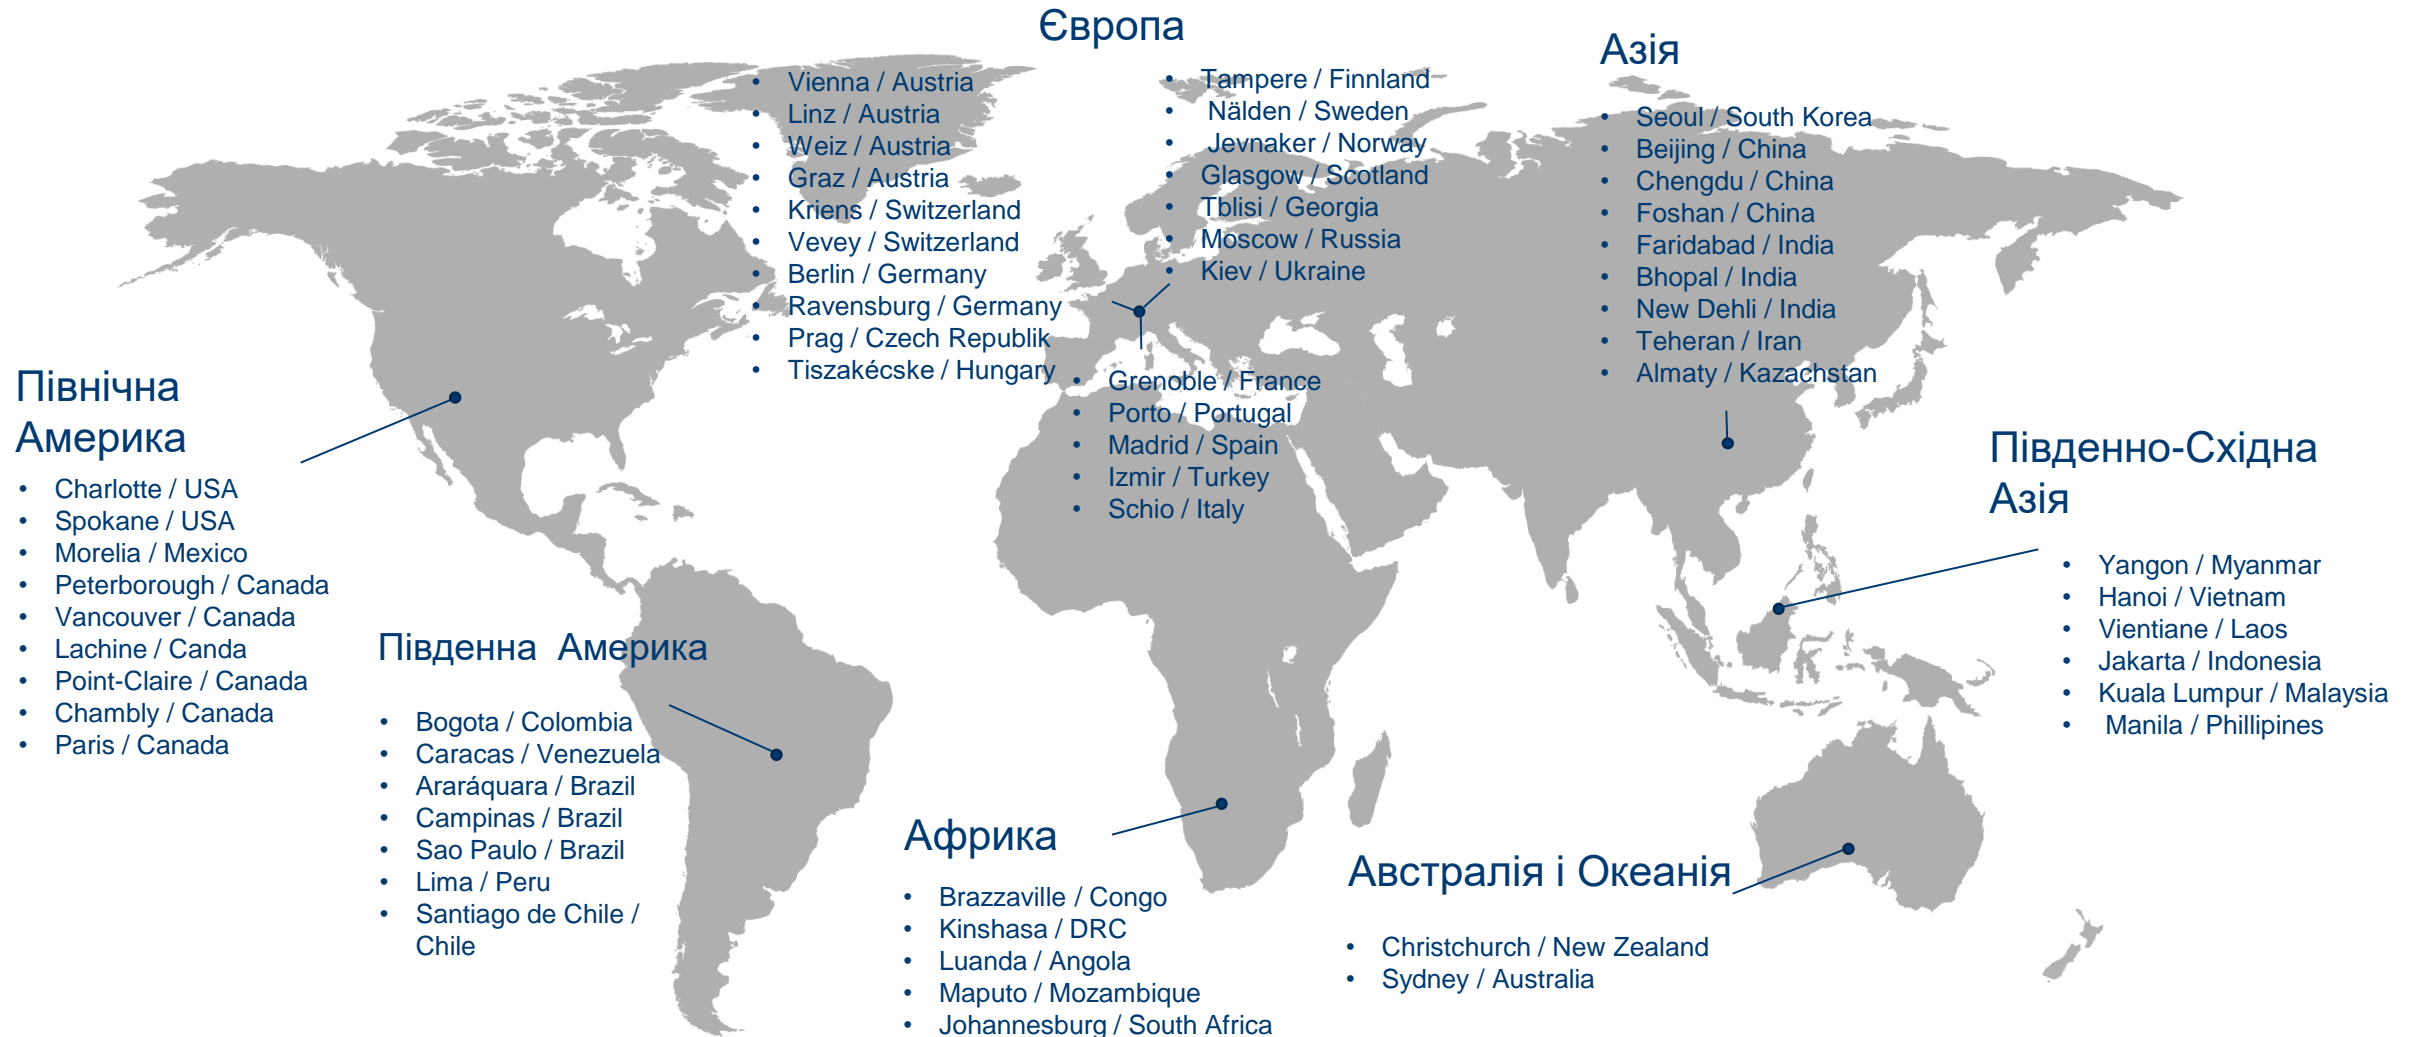 Європа
• Vienna / Austria
• Linz / Austria
• Weiz / Austria
• Graz / Austria
• Kriens / Switzerland
• Vevey / Switzerland
• Berlin / Germany
• Ravensburg / Germany
• Prag / Czech Republik
• Tiszakécske / Hungary
• Tampere / Finnland
• Nälden / Sweden
• Jevnaker / Norway
• Glasgow / Scotland
• Tblisi / Georgia
• Moscow / Russia
• Kiev / Ukraine
• Grenoble / France
• Porto / Portugal
• Madrid / Spain
• Izmir / Turkey
• Schio / Italy
Азія
• Seoul / South Korea
• Beijing / China
• Chengdu / China
• Foshan / China
• Faridabad / India
• Bhopal / India
• New Dehli / India
• Teheran / Iran
• Almaty / Kazachstan
Північна
Америка
• Charlotte / USA
• Spokane / USA
• Morelia / Mexico
• Peterborough / Canada
• Vancouver / Canada
• Lachine / Canda
• Point-Claire / Canada
• Chambly / Canada
• Paris / Canada
Південно-Східна
Азія
• Yangon / Myanmar
• Hanoi / Vietnam
• Vientiane / Laos
• Jakarta / Indonesia
• Kuala Lumpur / Malaysia
• Manila / Phillipines
Південна Америка
• Bogota / Colombia
• Caracas / Venezuela
• Araráquara / Brazil
• Campinas / Brazil
• Sao Paulo / Brazil
• Lima / Peru
• Santiago de Chile /
Chile
Африка
• Brazzaville / Congo
• Kinshasa / DRC
• Luanda / Angola
• Maputo / Mozambique
• Johannesburg / South Africa
Австралія і Океанія
• Christchurch / New Zealand
• Sydney / Australia